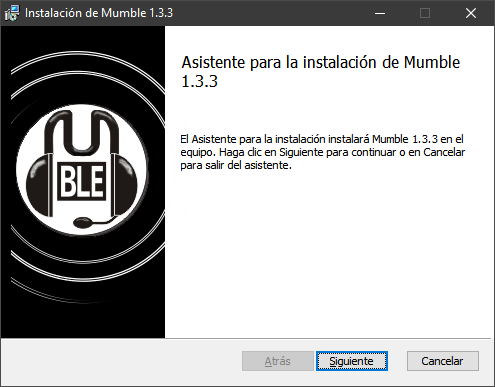 Instalación de Mumble 1.3.3
Asistente para la instalación de Mumble
1.3.3
El Asistente para la instalación instalará Mumble 1.3.3 en el
equipo. Haga clic en Siguiente para continuar o en Cancelar
para salir del asistente.
BLE
Atrás
Siguiente
Cancelar